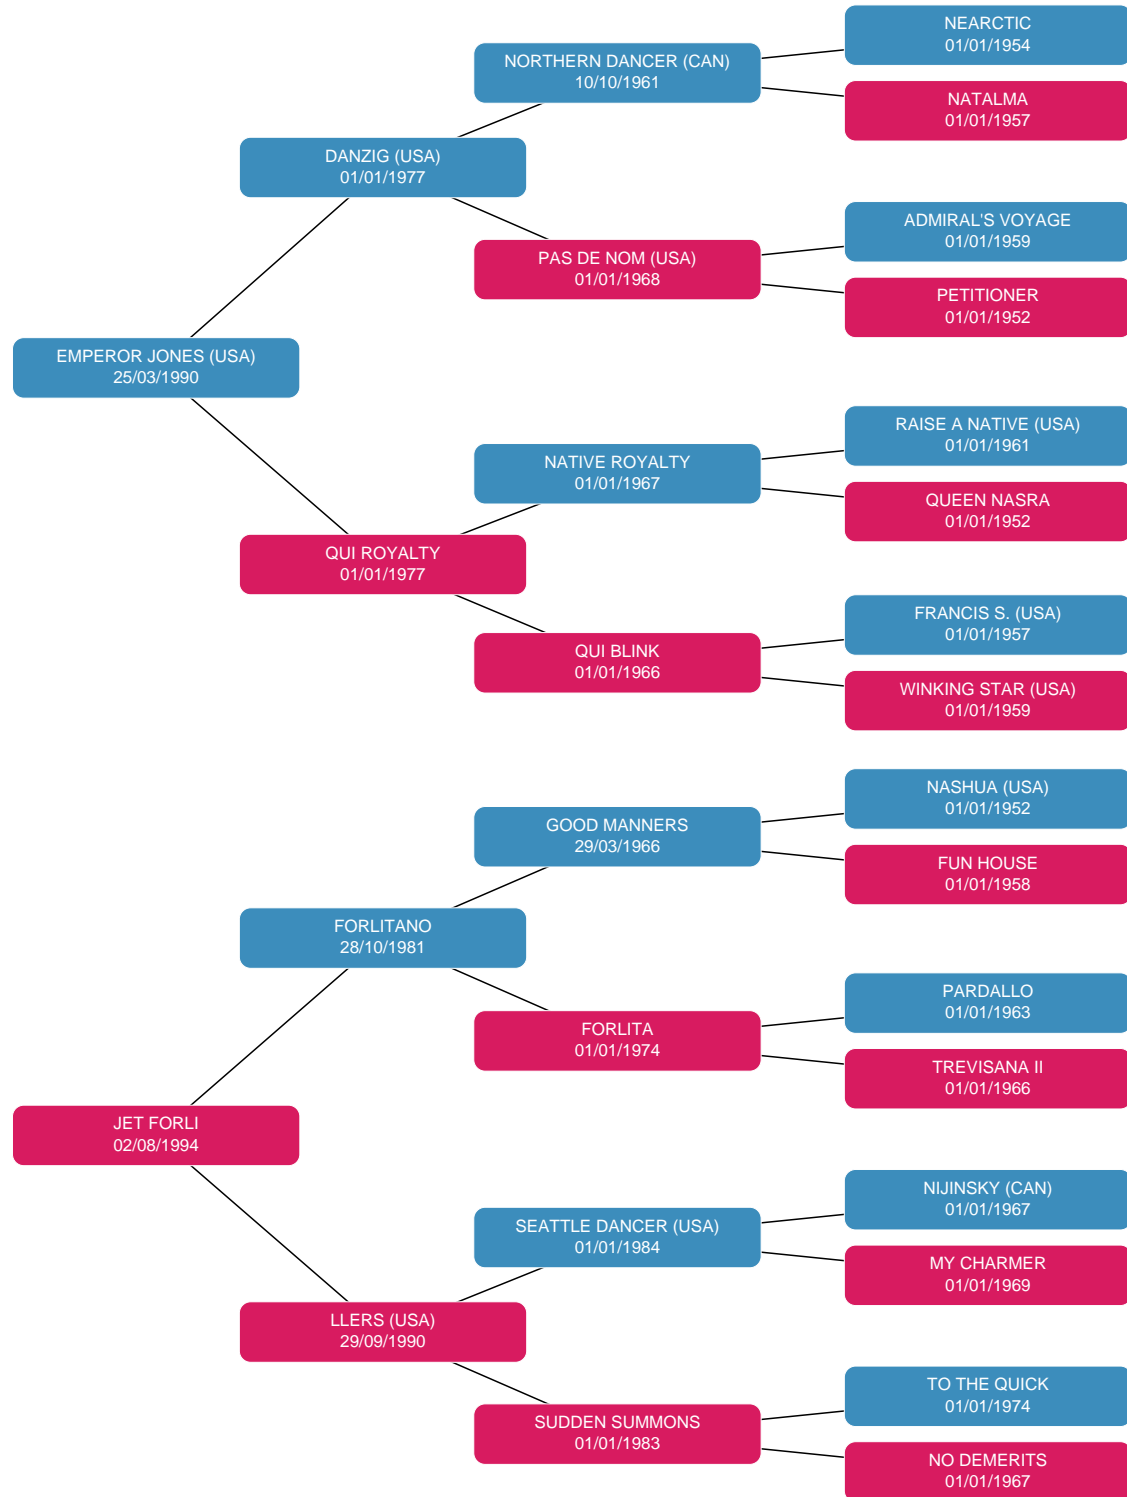 NEARCTIC
01/01/1954
NORTHERN DANCER (CAN)
10/10/1961
NATALMA
01/01/1957
DANZIG (USA)
01/01/1977
ADMIRAL'S VOYAGE
01/01/1959
PAS DE NOM (USA)
01/01/1968
PETITIONER
01/01/1952
EMPEROR JONES (USA)
25/03/1990
RAISE A NATIVE (USA)
01/01/1961
NATIVE ROYALTY
01/01/1967
QUEEN NASRA
01/01/1952
QUI ROYALTY
01/01/1977
FRANCIS S. (USA)
01/01/1957
QUI BLINK
01/01/1966
WINKING STAR (USA)
01/01/1959
NASHUA (USA)
01/01/1952
GOOD MANNERS
29/03/1966
FUN HOUSE
01/01/1958
FORLITANO
28/10/1981
PARDALLO
01/01/1963
FORLITA
01/01/1974
TREVISANA II
01/01/1966
JET FORLI
02/08/1994
NIJINSKY (CAN)
01/01/1967
SEATTLE DANCER (USA)
01/01/1984
MY CHARMER
01/01/1969
LLERS (USA)
29/09/1990
TO THE QUICK
01/01/1974
SUDDEN SUMMONS
01/01/1983
NO DEMERITS
01/01/1967